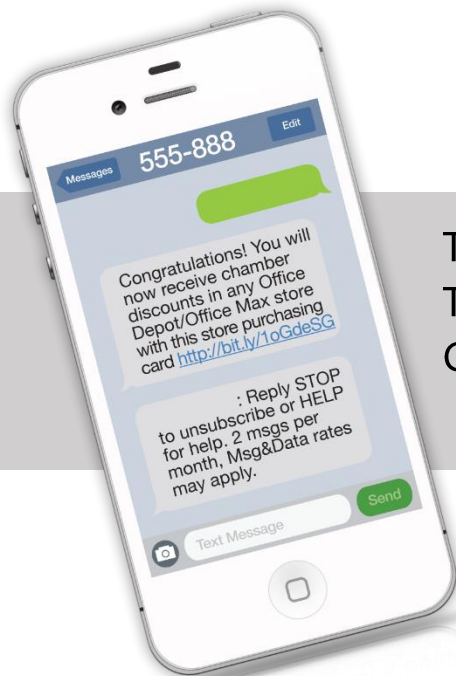 Messages
555-888
Edit
Congratulations! You will
now receive chamber
discounts in any Office
Depot/Office Max store
with this store purchasing
card http://bit.ly/1oGdeSG
: Reply STOP
to unsubscribe or HELP
for help. 2 msgs per
month, Msg&Data rates
may apply.
Text Message
Send